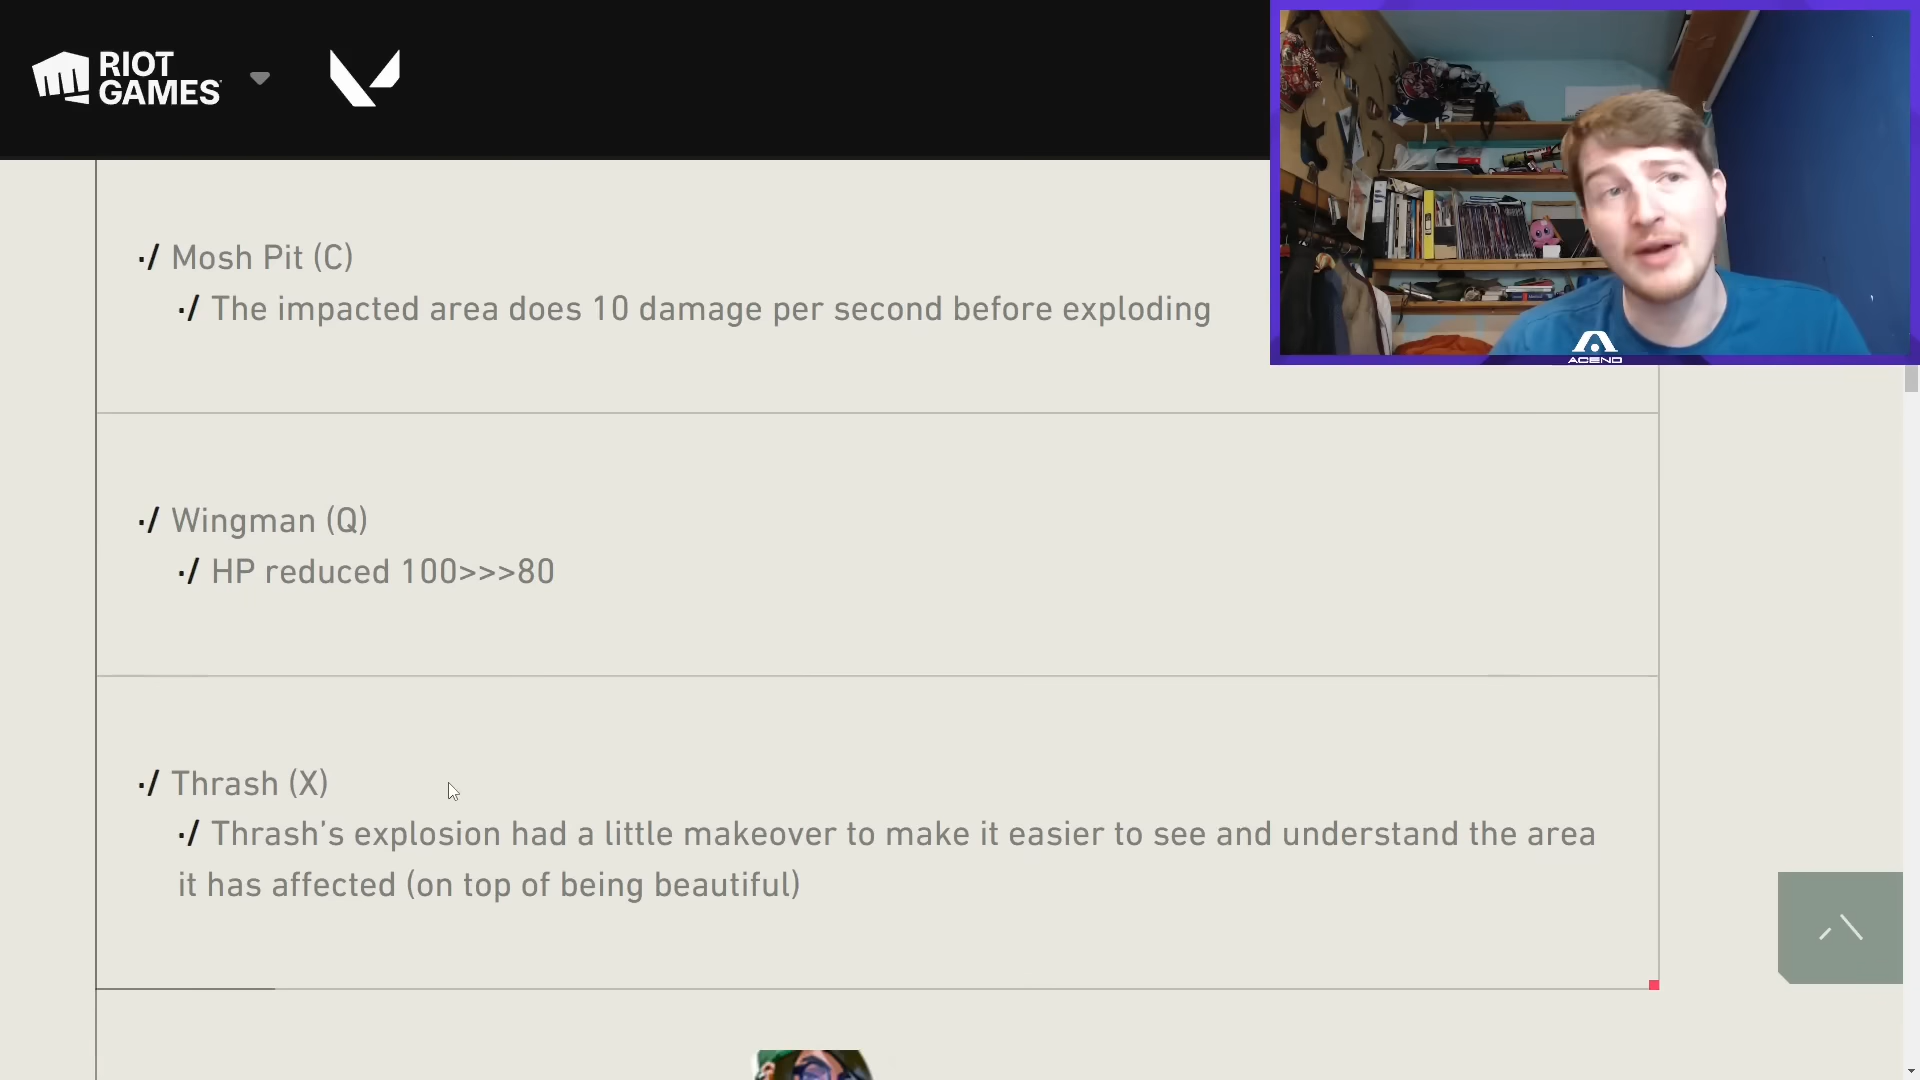 RIOT
GAMES
·/ Mosh Pit (C)
·/ The impacted area does 10 damage per second before exploding
·/ Wingman (Q)
·/ HP reduced 100>>>80
·/ Thrash (X)
·/ Thrash’s explosion had a little makeover to make it easier to see and understand the area
it has affected (on top of being beautiful)
ACEND